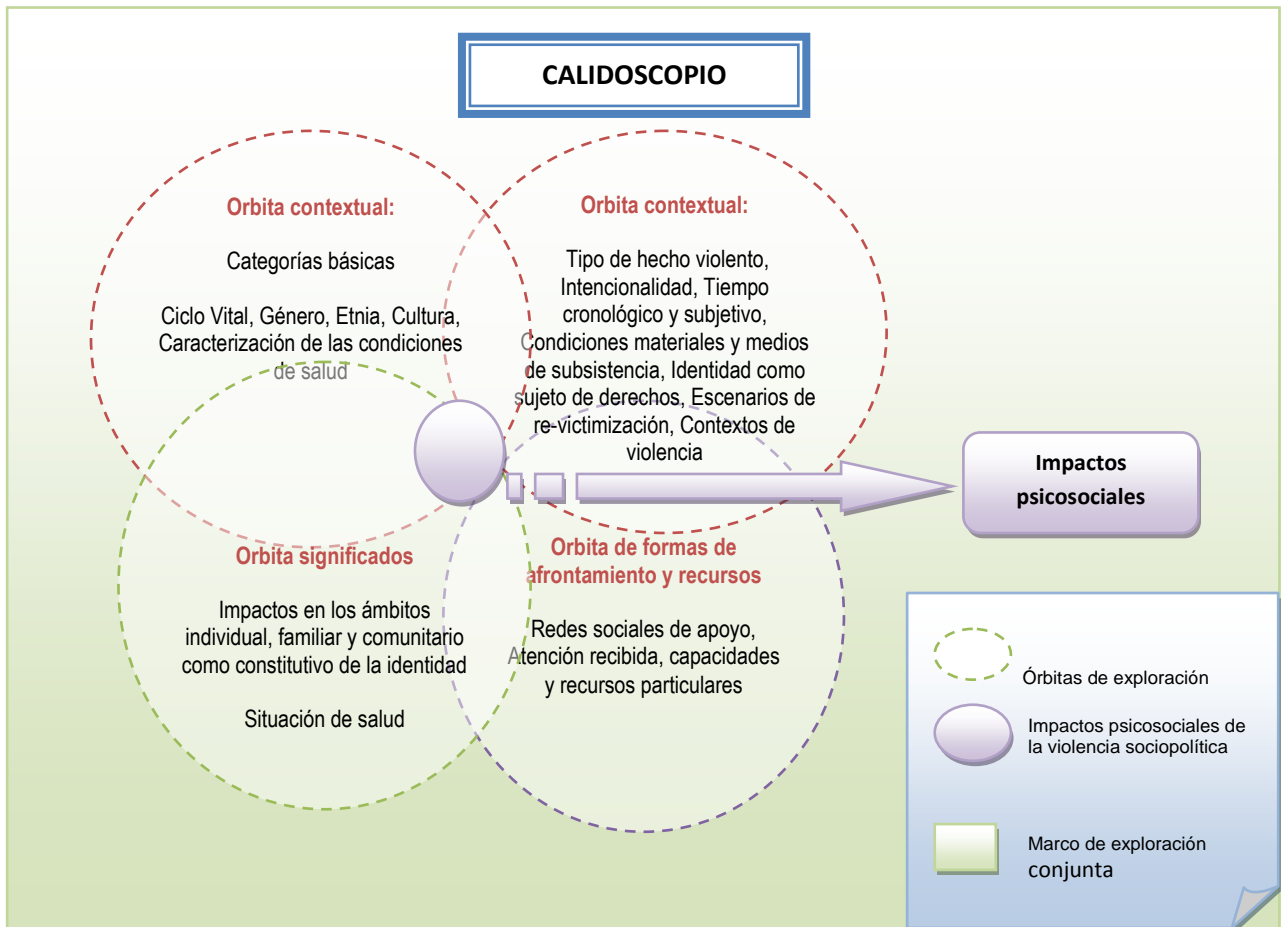 CALIDOSCOPIO
Orbita contextual:
Categorías básicas
Ciclo Vital, Género, Etnia, Cultura,
Caracterización de las condiciones
de salud
Orbita contextual:
Tipo de hecho violento,
Intencionalidad, Tiempo
cronológico y subjetivo,
Condiciones materiales y medios
de subsistencia, Identidad como
sujeto de derechos, Escenarios de
re-victimización, Contextos de
violencia
Impactos
psicosociales
Orbita significados
Impactos en los ámbitos
individual, familiar y comunitario
como constitutivo de la identidad
Situación de salud
Orbita de formas de
afrontamiento y recursos
Redes sociales de apoyo,
Atención recibida, capacidades
y recursos particulares
Órbitas de exploración
Impactos psicosociales de
la violencia sociopolítica
Marco de exploración
conjunta